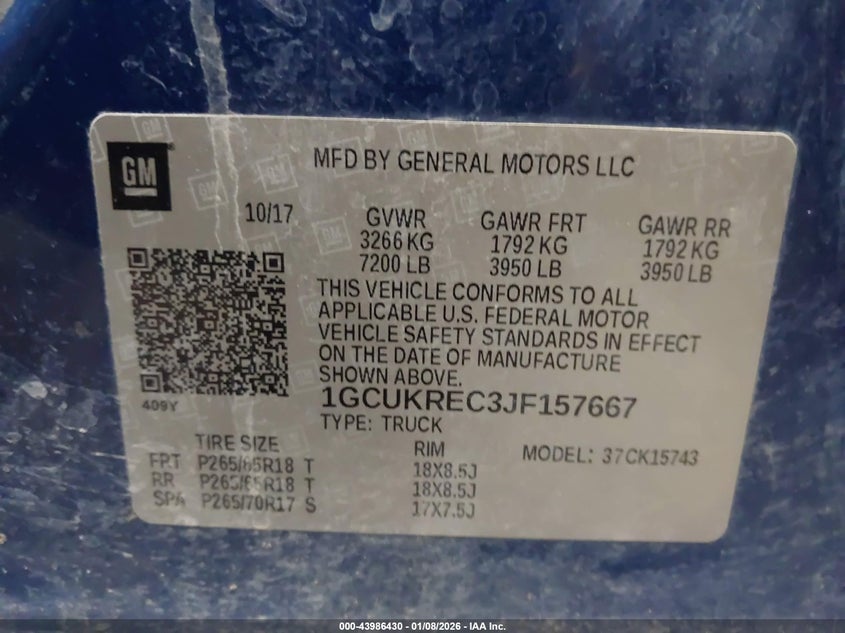 GM
MFD BY GENERAL MOTORS LLC
10/17
GVWR
3266 KG
7200 LB
GAWR FRT
1792 KG
3950 LB
GAWR RR
1792 KG
3950 LB
THIS VEHICLE CONFORMS TO ALL
APPLICABLE U.S. FEDERAL MOTOR
VEHICLE SAFETY STANDARDS IN EFFECT
ON THE DATE OF MANUFACTURE
SHOWN ABOVE.
409Y
1GCUKREC3JF157667
TYPE: TRUCK
TIRE SIZE RIM MODEL: 37CK15743
FRT P265/65R18 T 18X8.5J
RR P265/65R18 T 18X8.5J
SPA P265/70R17 S 17X7.5J
000-43986430 - 01/08/2026 - IAA Inc.